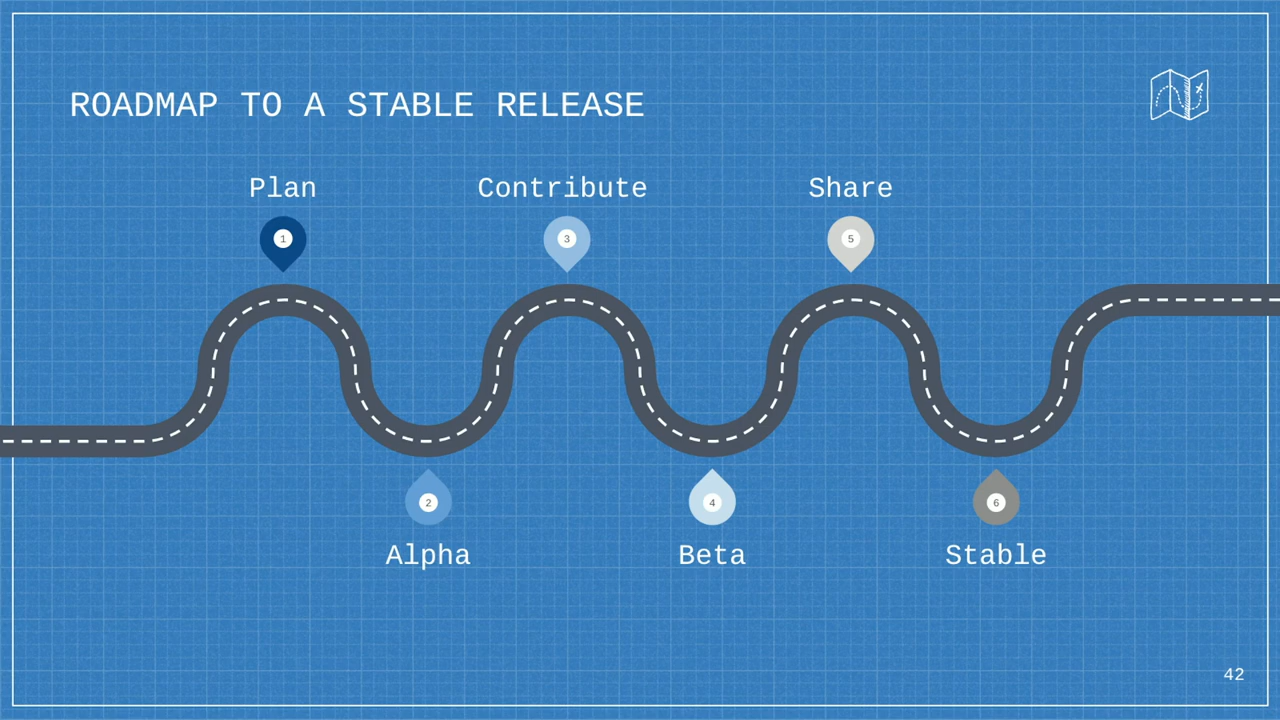 ROADMAP TO A STABLE RELEASE
Plan
Contribute
Share
1
3
5
2
4
6
Alpha
Beta
Stable
42